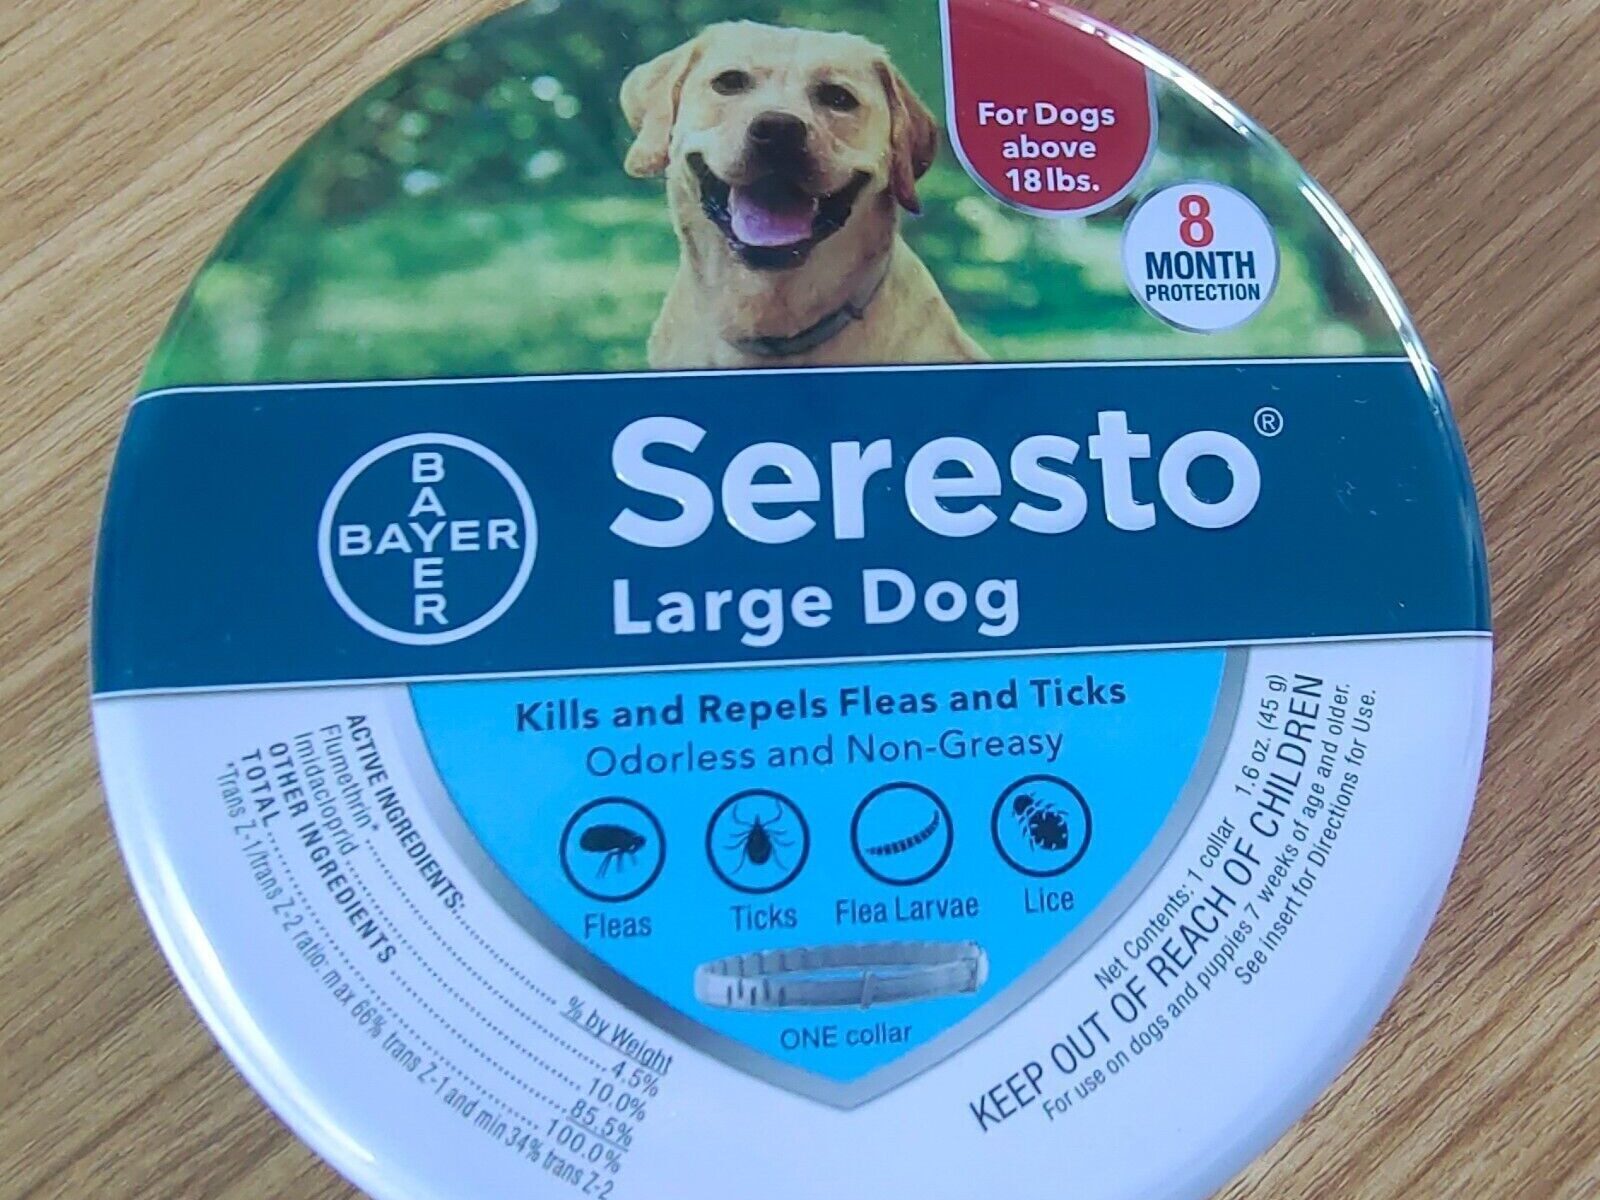 For Dogs
above
18 lbs.
8
MONTH
PROTECTION
BAYER
BAYER
Seresto®
Large Dog
Kills and Repels Fleas and Ticks
Odorless and Non-Greasy
Fleas
Ticks
Flea Larvae
Lice
ONE collar
ACTIVE INGREDIENTS: % by Weight
Flumethrin* 4.5%
Imidacloprid 10.0%
OTHER INGREDIENTS 85.5%
TOTAL 100.0%
*Trans Z-1/trans Z-2 ratio: max 66% trans Z-1 and min 34% trans Z-2
Net Contents: 1 collar 1.6 oz. (45 g)
KEEP OUT OF REACH OF CHILDREN
For use on dogs and puppies 7 weeks of age and older.
See insert for Directions for Use.